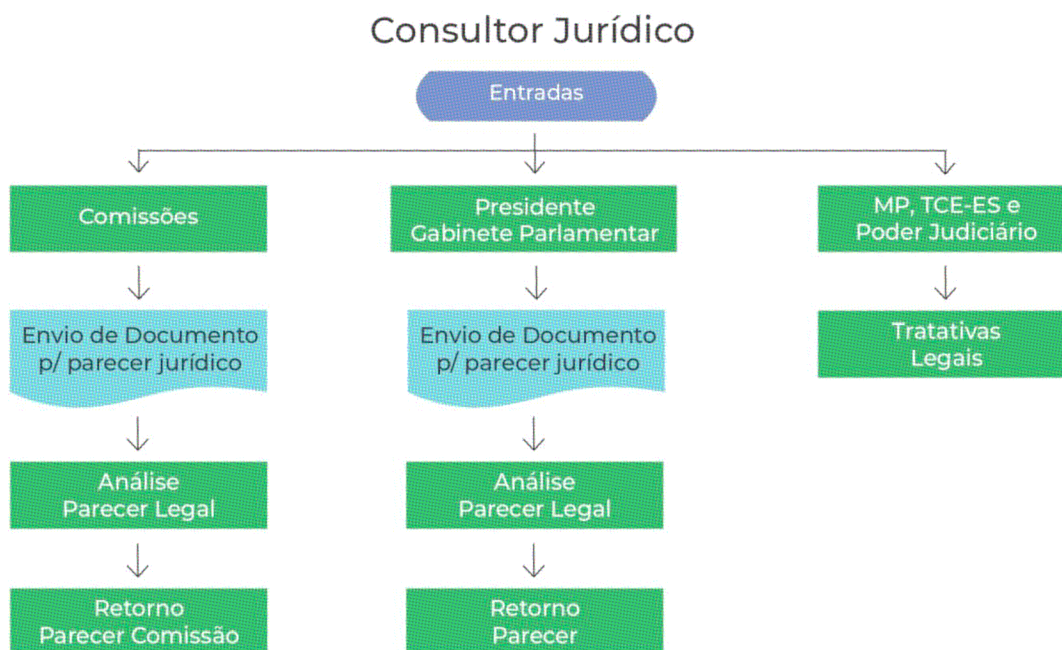 Consultor Jurídico
Entradas
Comissões
Presidente
Gabinete Parlamentar
MP, TCE-ES e
Poder Judiciário
Envio de Documento
p/ parecer jurídico
Envio de Documento
p/ parecer jurídico
Tratativas
Legais
Análise
Parecer Legal
Análise
Parecer Legal
Retorno
Parecer Comissão
Retorno
Parecer